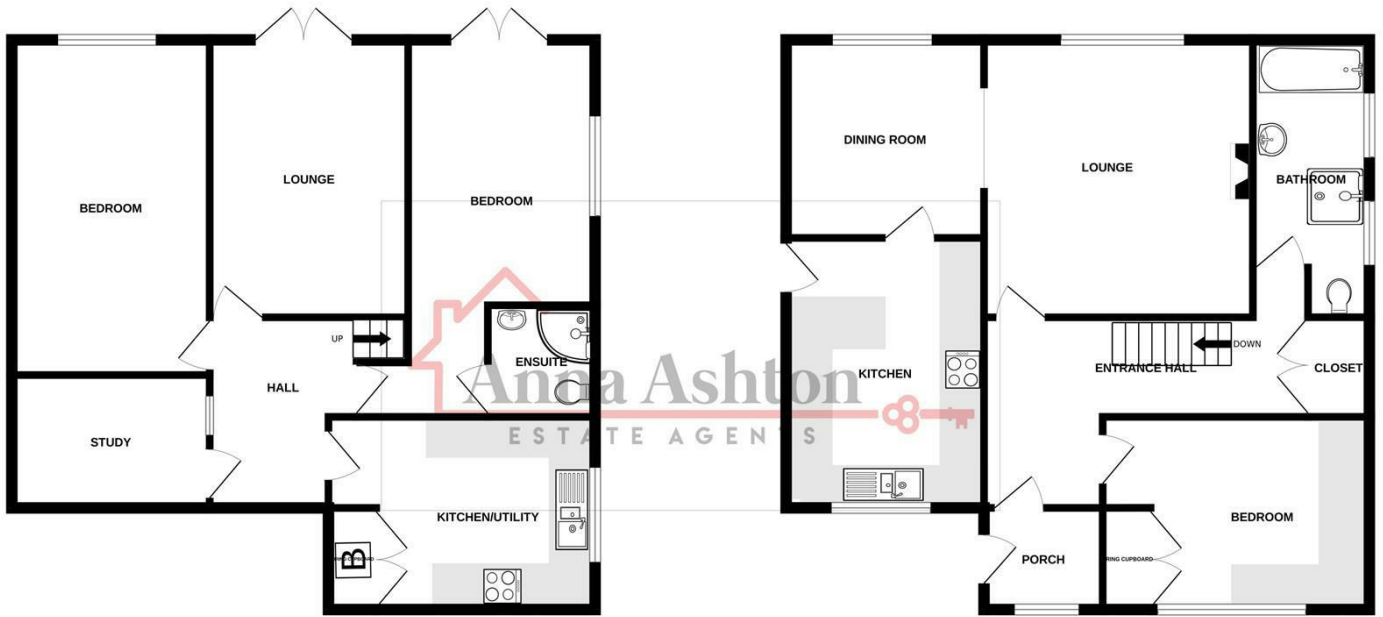 BEDROOM
LOUNGE
BEDROOM
UP
HALL
ENSUITE
STUDY
KITCHEN/UTILITY
B
DINING ROOM
LOUNGE
BATHROOM
KITCHEN
ENTRANCE HALL
DOWN
CLOSET
BEDROOM
PORCH
RING CUPBOARD
Anna Ashton
ESTATE AGENTS